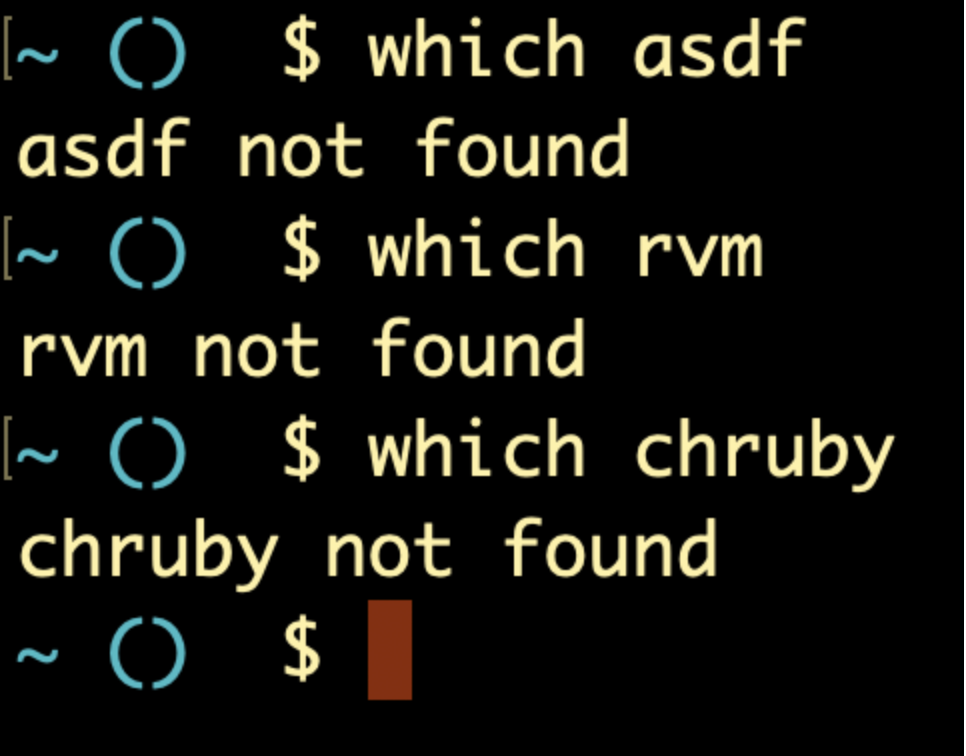 [~ ()  $ which asdf
asdf not found
[~ ()  $ which rvm
rvm not found
[~ ()  $ which chruby
chruby not found
~ ()  $